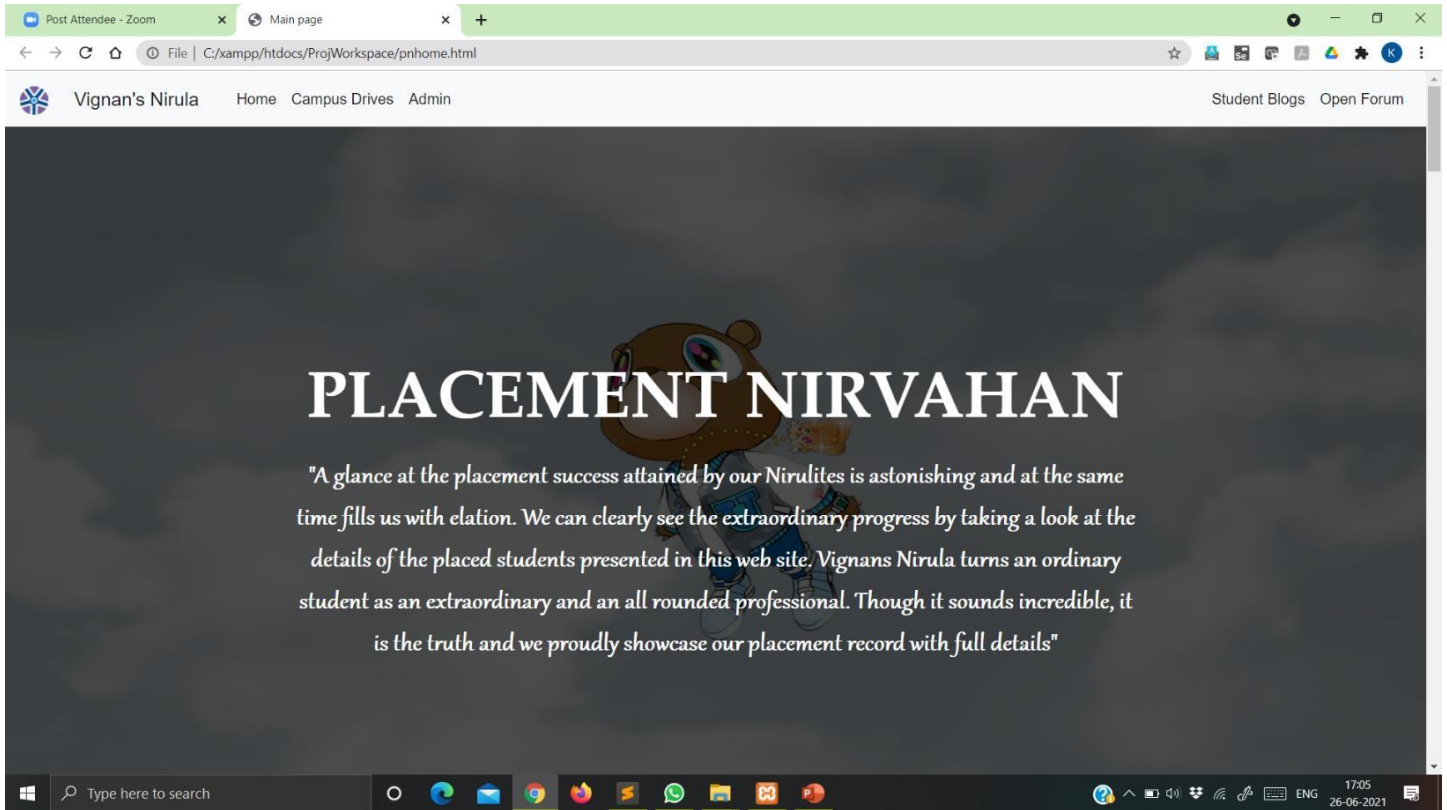 Post Attendee - Zoom
Main page
File | C:/xampp/htdocs/ProjWorkspace/pnhome.html
K
Vignan's Nirula Home Campus Drives Admin Student Blogs Open Forum
PLACEMENT NIRVAHAN
"A glance at the placement success attained by our Nirulites is astonishing and at the same
time fills us with elation. We can clearly see the extraordinary progress by taking a look at the
details of the placed students presented in this web site. Vignans Nirula turns an ordinary
student as an extraordinary and an all rounded professional. Though it sounds incredible, it
is the truth and we proudly showcase our placement record with full details"
Type here to search
ENG
17:05
26-06-2021